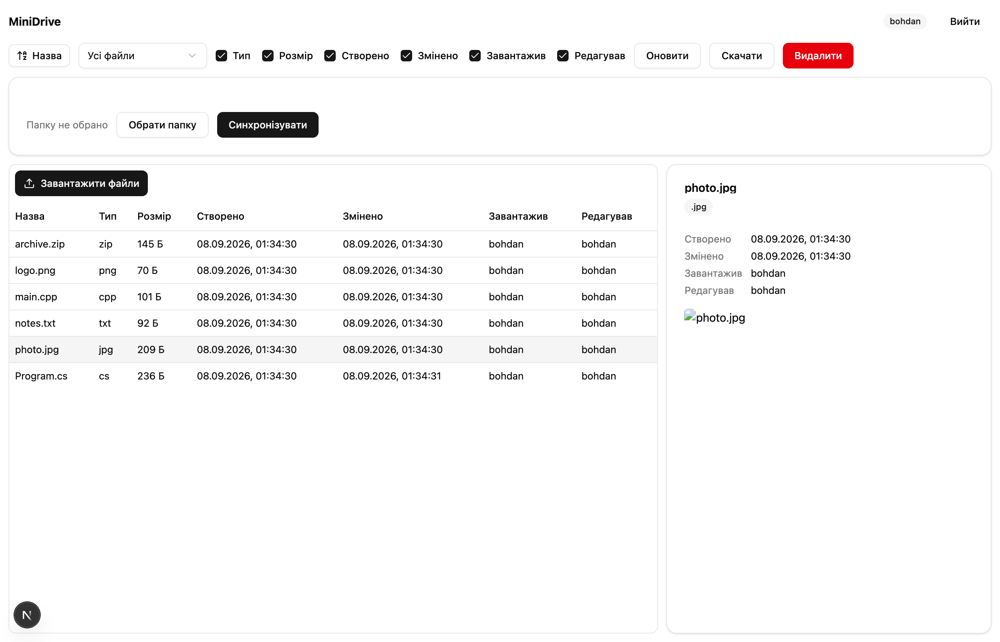 MiniDrive bohdan Вийти
Назва Усі файли Тип Розмір Створено Змінено Завантажив Редагував Оновити Скачати Видалити
Папку не обрано Обрати папку Синхронізувати
Завантажити файли
Назва Тип Розмір Створено Змінено Завантажив Редагував
archive.zip zip 145 Б 08.09.2026, 01:34:30 08.09.2026, 01:34:30 bohdan bohdan
logo.png png 70 Б 08.09.2026, 01:34:30 08.09.2026, 01:34:30 bohdan bohdan
main.cpp cpp 101 Б 08.09.2026, 01:34:30 08.09.2026, 01:34:30 bohdan bohdan
notes.txt txt 92 Б 08.09.2026, 01:34:30 08.09.2026, 01:34:30 bohdan bohdan
photo.jpg jpg 209 Б 08.09.2026, 01:34:30 08.09.2026, 01:34:30 bohdan bohdan
Program.cs cs 236 Б 08.09.2026, 01:34:30 08.09.2026, 01:34:31 bohdan bohdan
photo.jpg
.jpg
Створено 08.09.2026, 01:34:30
Змінено 08.09.2026, 01:34:30
Завантажив bohdan
Редагував bohdan
photo.jpg
N